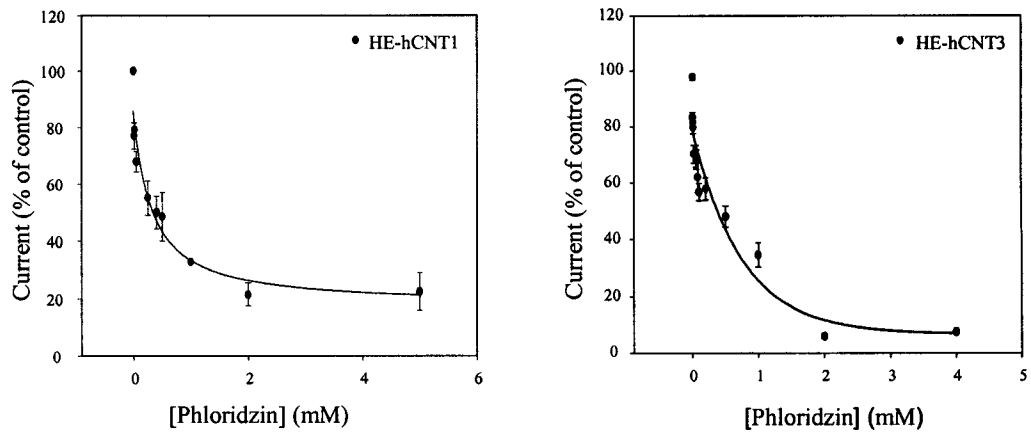 HE-hCNT1
Current (% of control)
120
100
80
60
40
20
0
0 2 4 6
[Phloridzin] (mM)
HE-hCNT3
Current (% of control)
120
100
80
60
40
20
0
0 1 2 3 4 5
[Phloridzin] (mM)